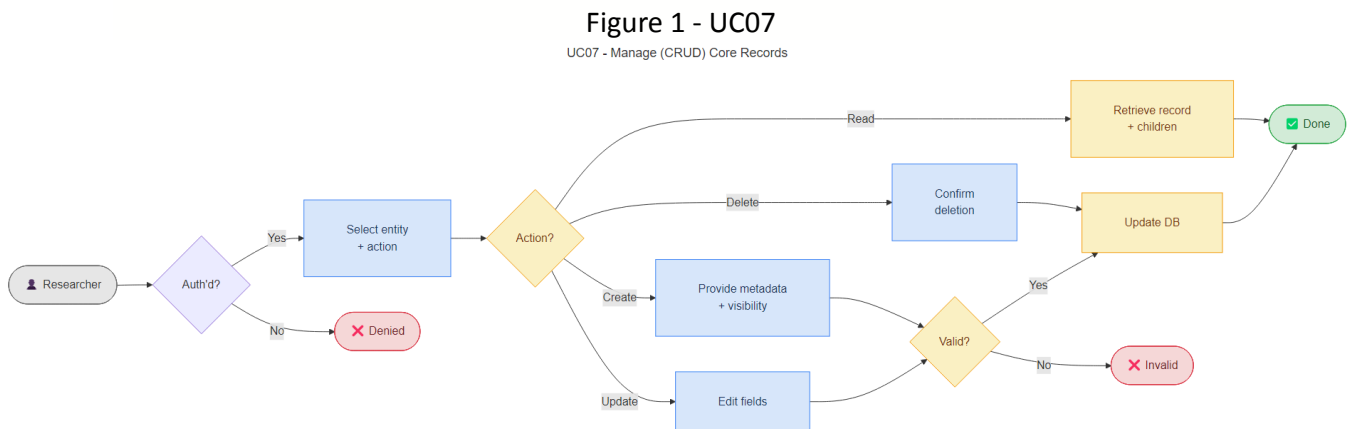 Figure 1 - UC07
UC07 - Manage (CRUD) Core Records
Researcher
Auth'd?
Yes
No
Denied
Select entity
+ action
Action?
Read
Retrieve record
+ children
Done
Delete
Confirm
deletion
Update DB
Create
Provide metadata
+ visibility
Update
Edit fields
Valid?
Yes
No
Invalid